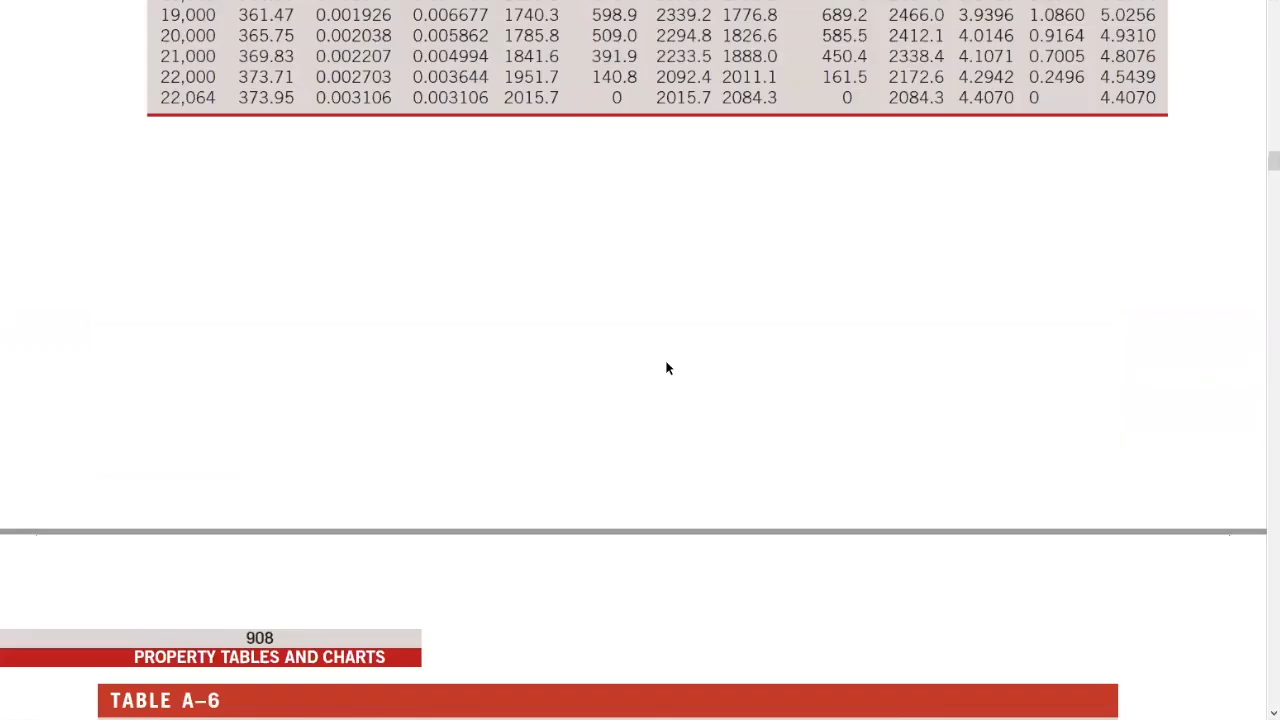 19,000 361.47 0.001926 0.006677 1740.3 598.9 2339.2 1776.8 689.2 2466.0 3.9396 1.0860 5.0256
20,000 365.75 0.002038 0.005862 1785.8 509.0 2294.8 1826.6 585.5 2412.1 4.0146 0.9164 4.9310
21,000 369.83 0.002207 0.004994 1841.6 391.9 2233.5 1888.0 450.4 2338.4 4.1071 0.7005 4.8076
22,000 373.71 0.002703 0.003644 1951.7 140.8 2092.4 2011.1 161.5 2172.6 4.2942 0.2496 4.5439
22,064 373.95 0.003106 0.003106 2015.7 0 2015.7 2084.3 0 2084.3 4.4070 0 4.4070
908
PROPERTY TABLES AND CHARTS
TABLE A–6